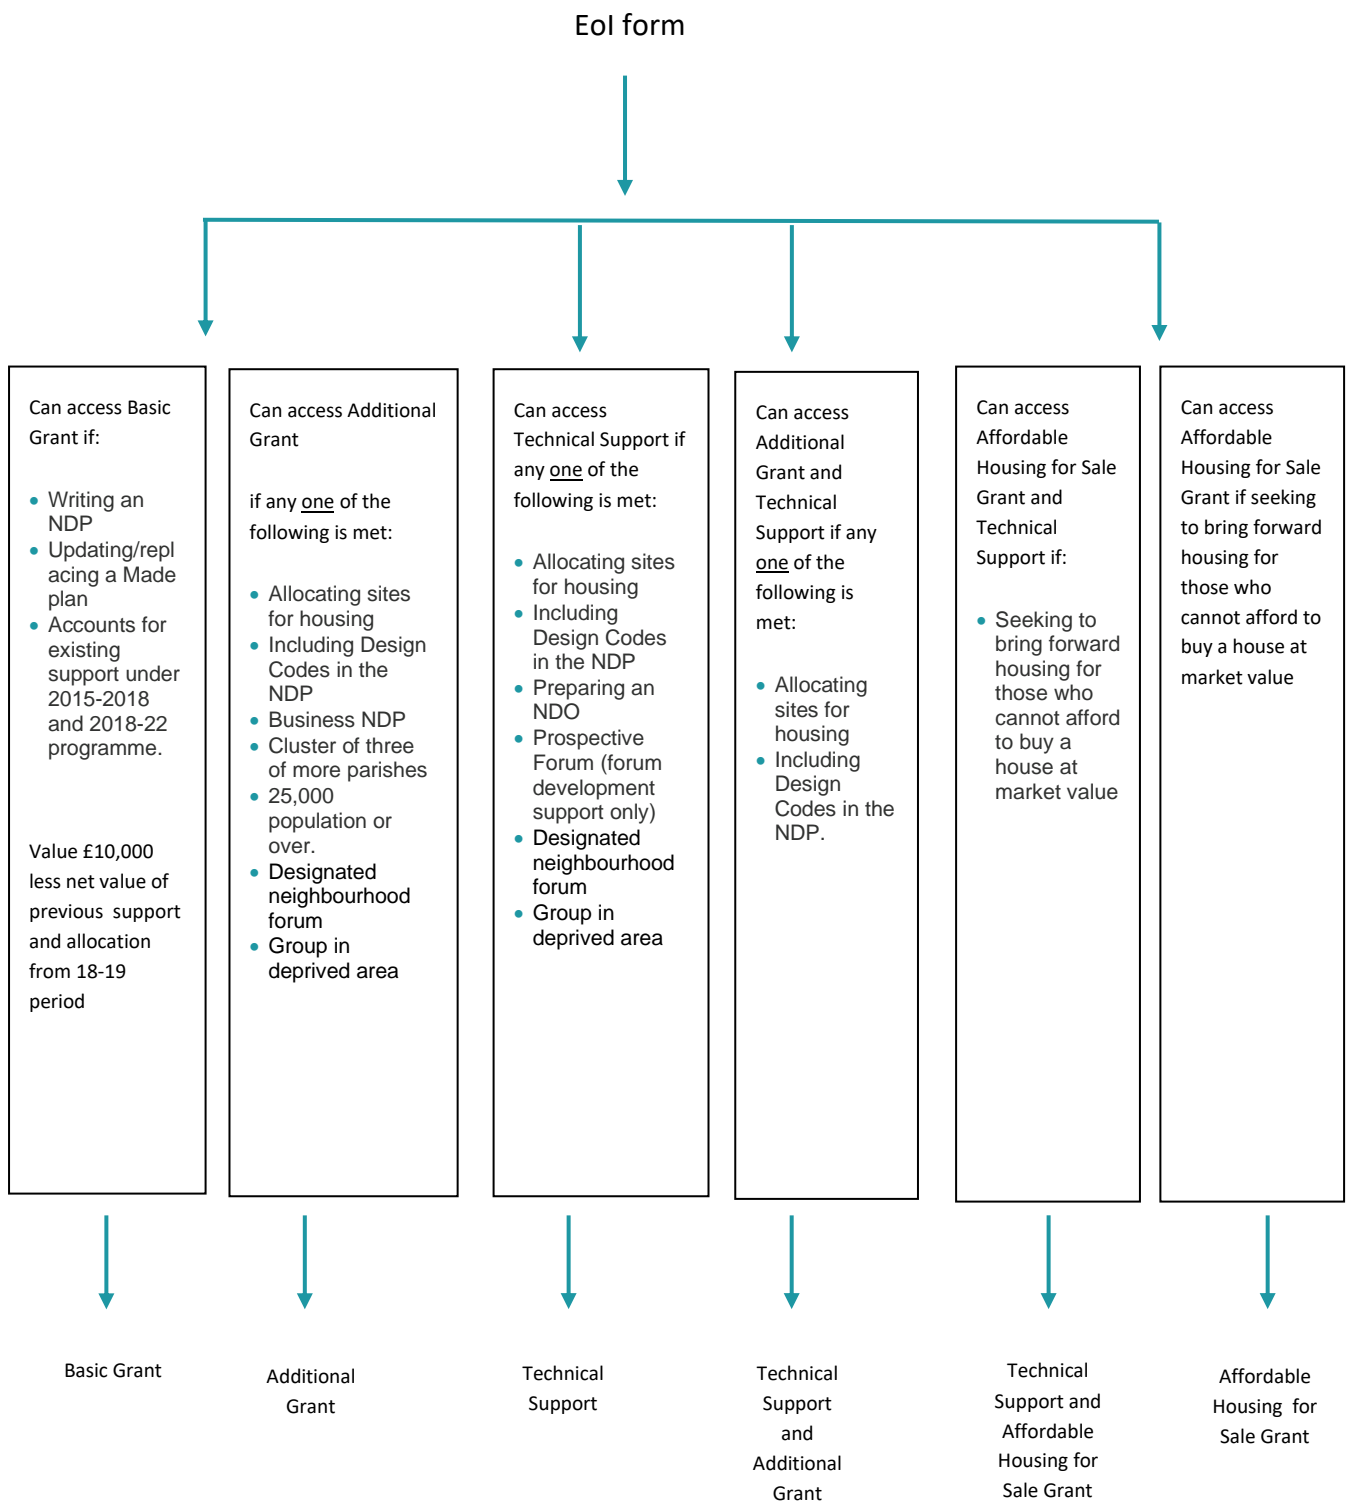 EoI form
Can access Basic
Grant if:
Writing an
NDP
Updating/repl
acing a Made
plan
Accounts for
existing
support under
2015-2018
and 2018-22
programme.
Value £10,000
less net value of
previous support
and allocation
from 18-19
period
Can access Additional
Grant
if any one of the
following is met:
Allocating sites
for housing
Including Design
Codes in the
NDP
Business NDP
Cluster of three
of more parishes
25,000
population or
over.
Designated
neighbourhood
forum
Group in
deprived area
Can access
Technical Support if
any one of the
following is met:
Allocating sites
for housing
Including
Design Codes
in the NDP
Preparing an
NDO
Prospective
Forum (forum
development
support only)
Designated
neighbourhood
forum
Group in
deprived area
Can access
Additional
Grant and
Technical
Support if any
one of the
following is
met:
Allocating
sites for
housing
Including
Design
Codes in the
NDP.
Can access
Affordable
Housing for Sale
Grant and
Technical
Support if:
Seeking to
bring forward
housing for
those who
cannot afford
to buy a
house at
market value
Can access
Affordable
Housing for Sale
Grant if seeking
to bring forward
housing for
those who
cannot afford to
buy a house at
market value
Basic Grant
Additional
Grant
Technical
Support
Technical
Support
and
Additional
Grant
Technical
Support and
Affordable
Housing for
Sale Grant
Affordable
Housing for
Sale Grant